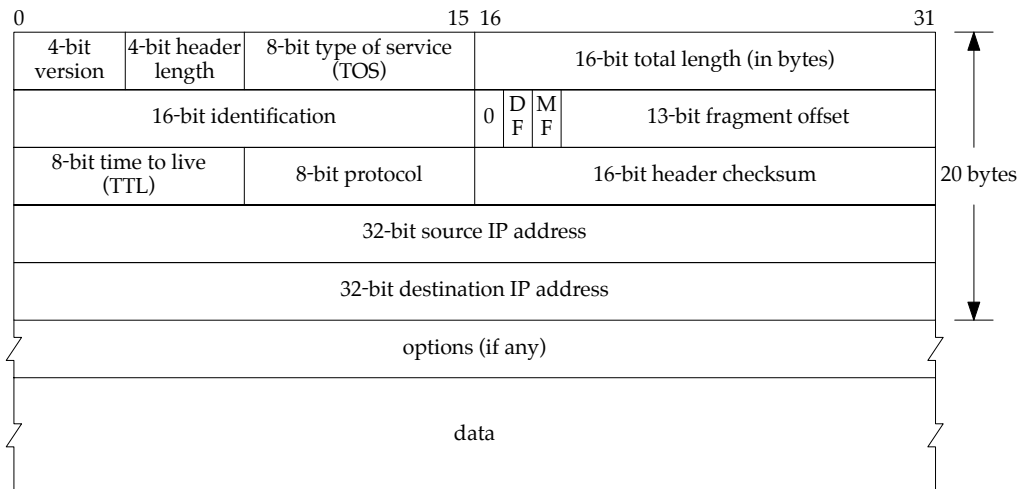 0 15 16 31
4-bit version
4-bit header length
8-bit type of service (TOS)
16-bit total length (in bytes)
16-bit identification
0
D F
M F
13-bit fragment offset
8-bit time to live (TTL)
8-bit protocol
16-bit header checksum
20 bytes
32-bit source IP address
32-bit destination IP address
options (if any)
data